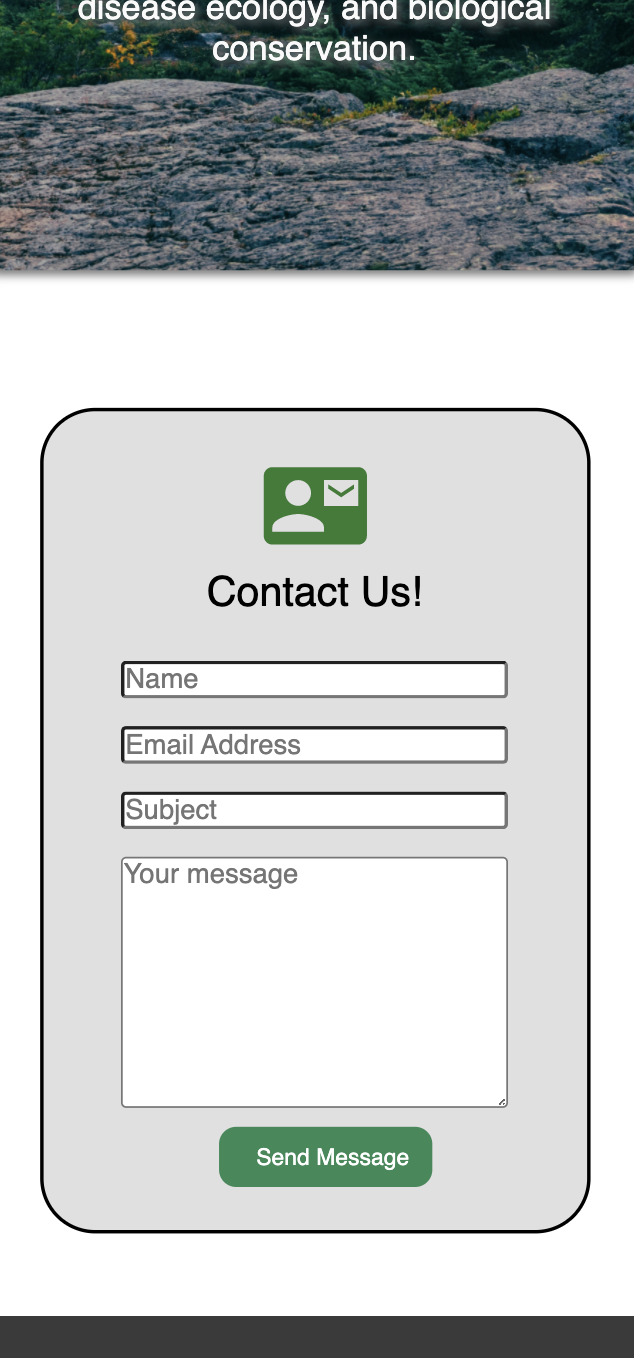 disease ecology, and biological
conservation.
Contact Us!
Name
Email Address
Subject
Your message
Send Message